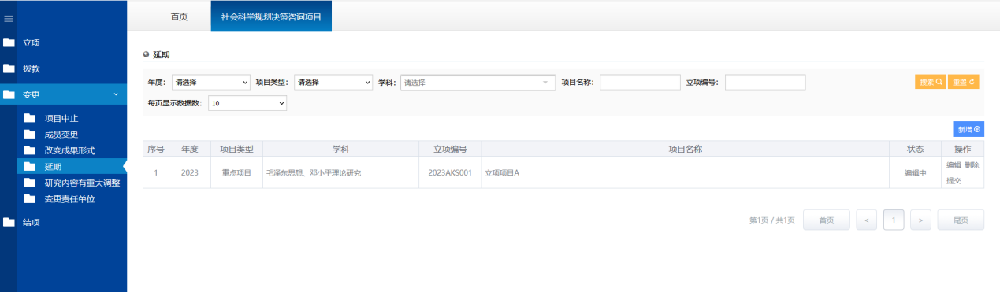 首页 社会科学规划决策咨询项目
立项
拨款
变更
项目中止
成员变更
改变成果形式
延期
研究内容有重大调整
变更责任单位
结项
延期
年度： 请选择 项目类型： 请选择 学科： 请选择 项目名称： 立项编号： 搜索 重置
每页显示数据数： 10
新增
序号 年度 项目类型 学科 立项编号 项目名称 状态 操作
1 2023 重点项目 毛泽东思想、邓小平理论研究 2023AKS001 立项项目A 编辑中 编辑 删除
提交
第1页 / 共1页 首页 < 1 > 尾页